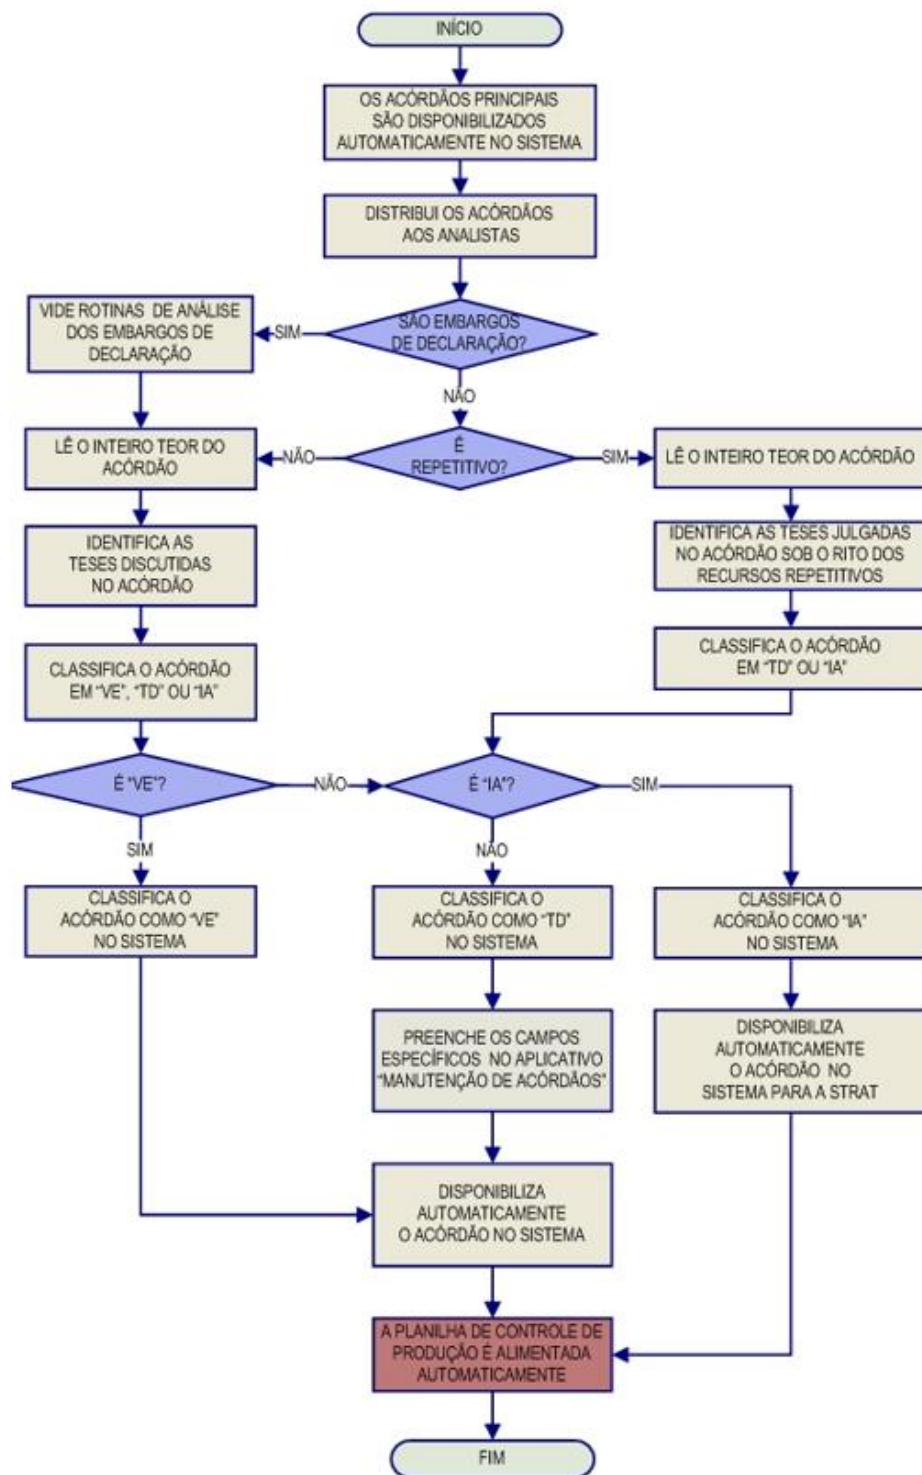 INÍCIO
OS ACÓRDÃOS PRINCIPAIS
SÃO DISPONIBILIZADOS
AUTOMATICAMENTE NO SISTEMA
DISTRIBUI OS ACÓRDÃOS
AOS ANALISTAS
SÃO EMBARGOS
DE DECLARAÇÃO?
SIM
VIDE ROTINAS DE ANÁLISE
DOS EMBARGOS DE
DECLARAÇÃO
NÃO
É
REPETITIVO?
NÃO
SIM
LÊ O INTEIRO TEOR DO
ACÓRDÃO
LÊ O INTEIRO TEOR DO ACÓRDÃO
IDENTIFICA AS
TESES DISCUTIDAS
NO ACÓRDÃO
IDENTIFICA AS TESES JULGADAS
NO ACÓRDÃO SOB O RITO DOS
RECURSOS REPETITIVOS
CLASSIFICA O ACÓRDÃO
EM “VE”, “TD” OU “IA”
CLASSIFICA O ACÓRDÃO
EM “TD” OU “IA”
É “VE”?
NÃO
É “IA”?
SIM
SIM
NÃO
CLASSIFICA O
ACÓRDÃO COMO “VE”
NO SISTEMA
CLASSIFICA O
ACÓRDÃO COMO “TD”
NO SISTEMA
CLASSIFICA O
ACÓRDÃO COMO “IA”
NO SISTEMA
PREENCHE OS CAMPOS
ESPECÍFICOS NO APLICATIVO
“MANUTENÇÃO DE ACÓRDÃOS”
DISPONIBILIZA
AUTOMATICAMENTE
O ACÓRDÃO NO
SISTEMA PARA A STRAT
DISPONIBILIZA
AUTOMATICAMENTE
O ACÓRDÃO NO SISTEMA
A PLANILHA DE CONTROLE DE
PRODUÇÃO É ALIMENTADA
AUTOMATICAMENTE
FIM